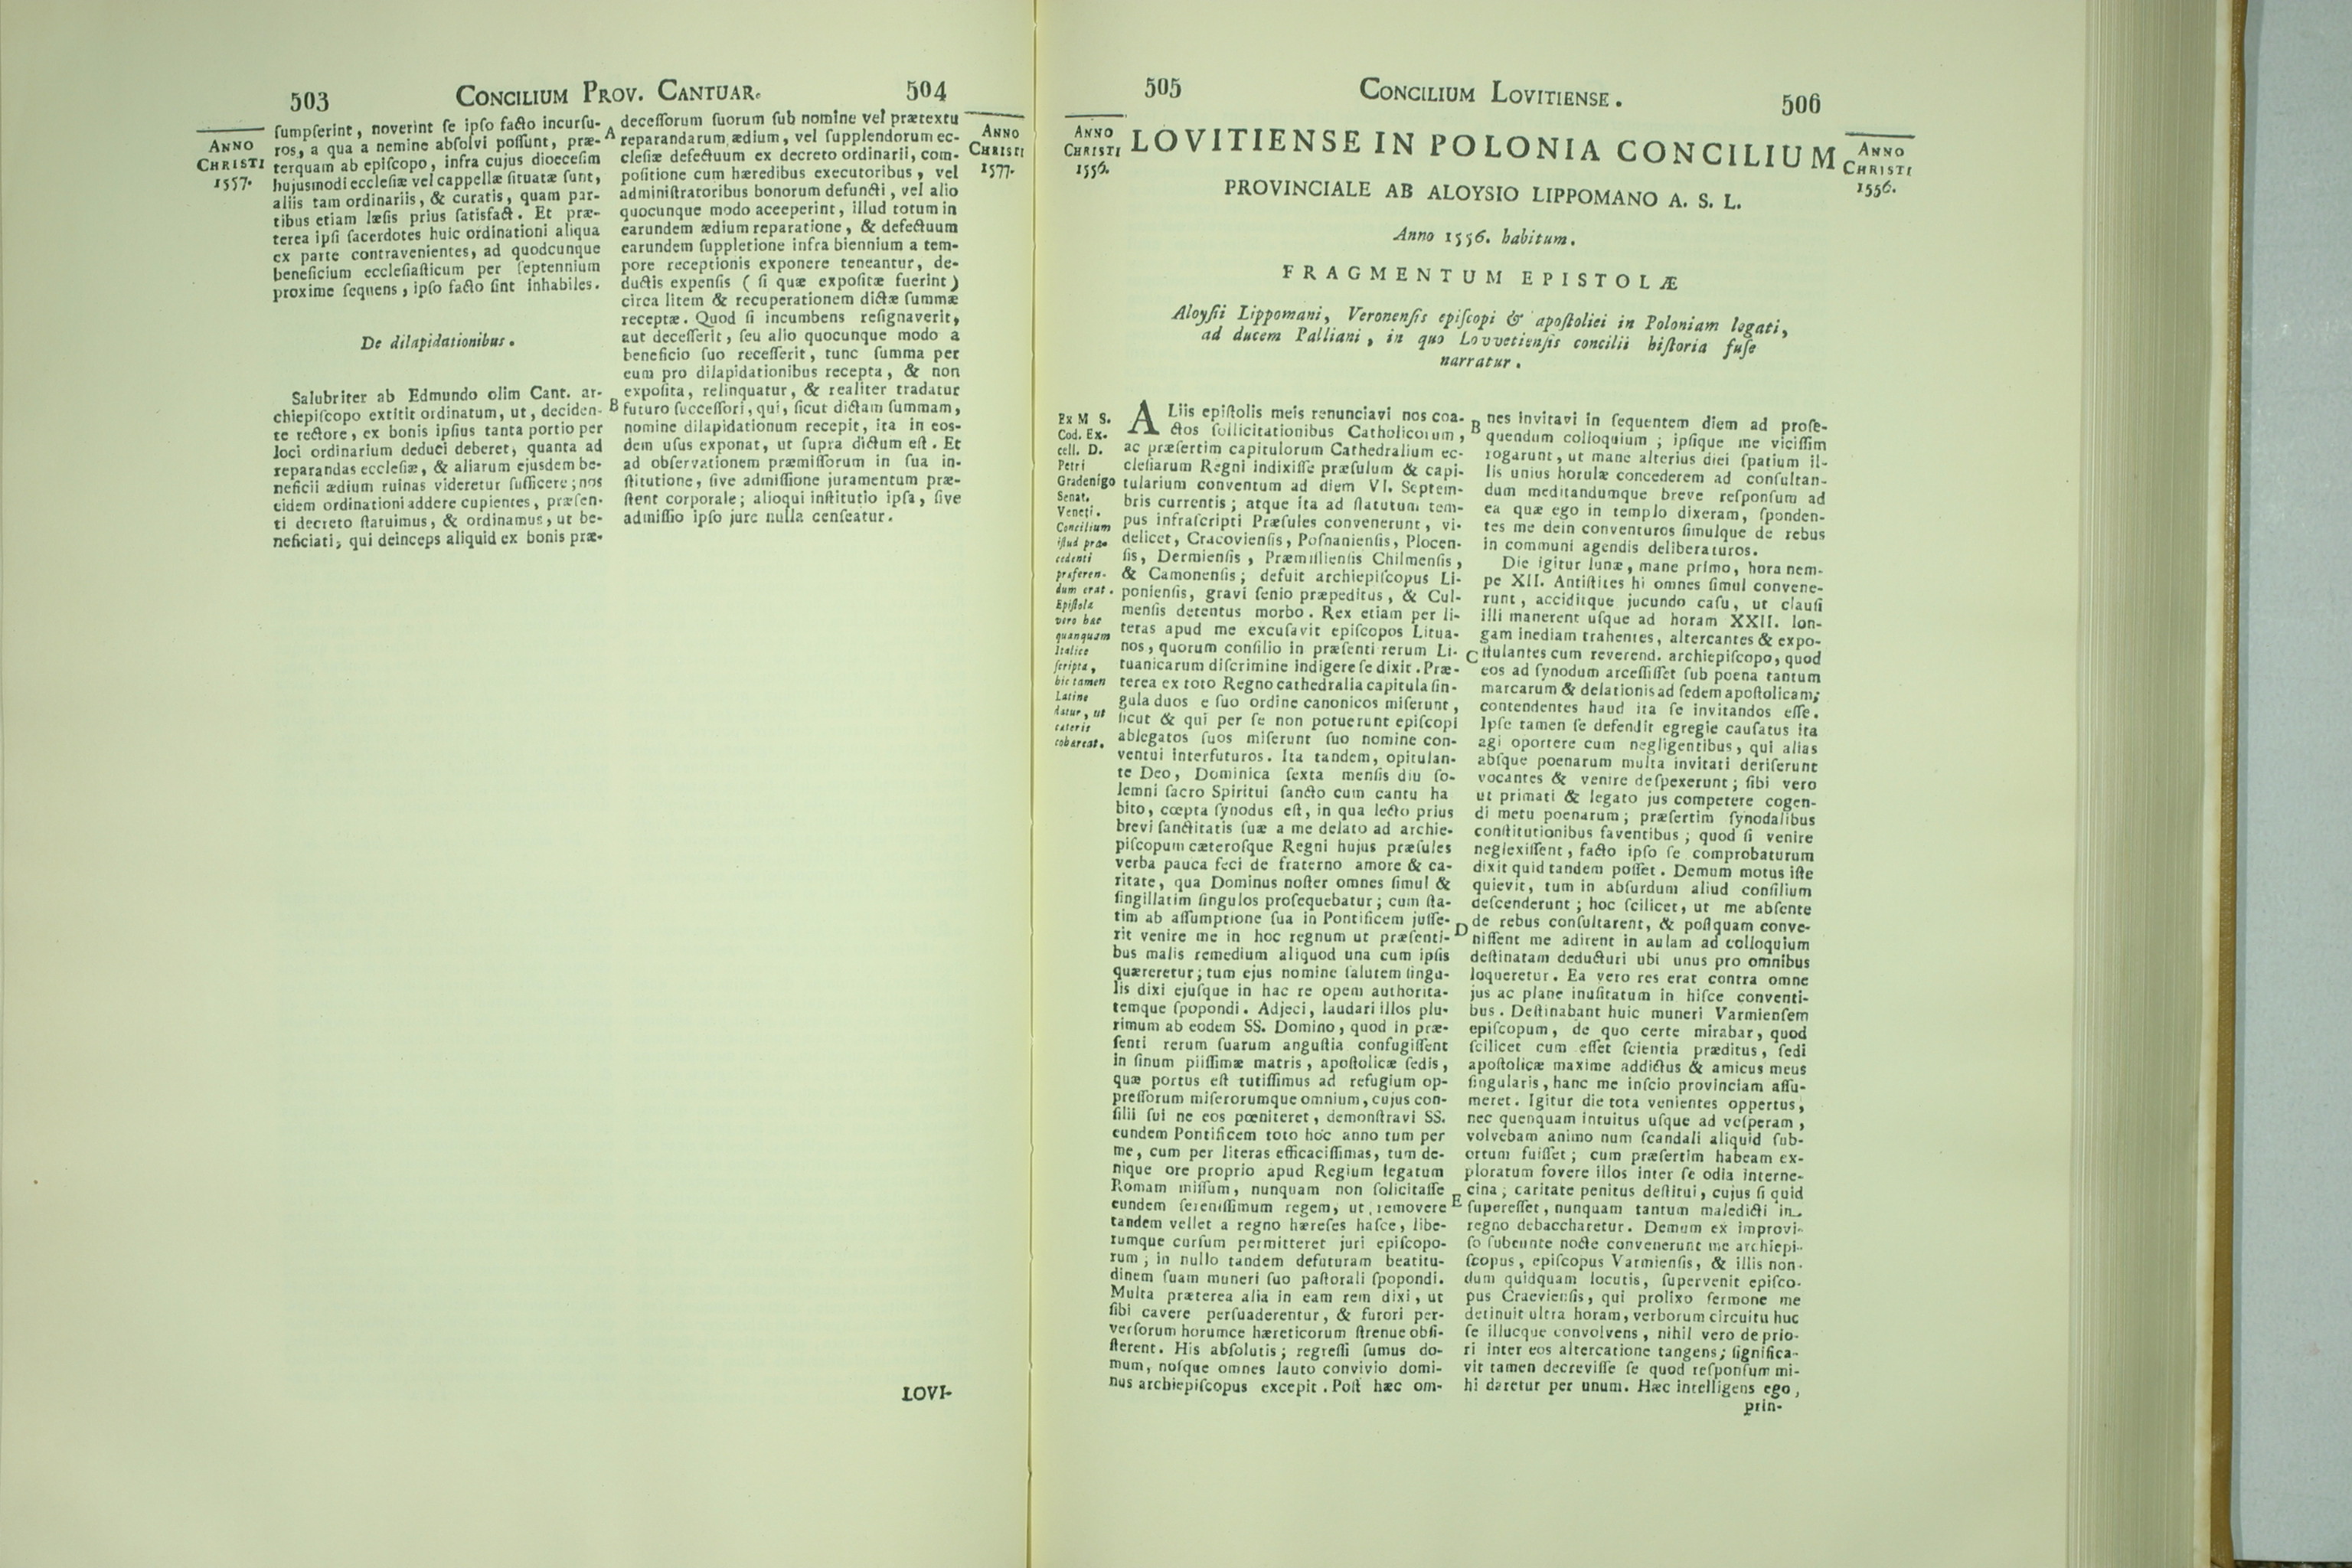 503
CONCILIUM PROV. CANTUAR.
504
ANNO
CHRISTI
1557.
ſumpſerint, noverint ſe ipſo facto incurſu-
ros, a qua a nemine abſolvi poſſunt, præ-
terquam ab epiſcopo, infra cujus dioeceſim
hujusmodi eccleſiæ vel cappellæ ſituatæ ſunt,
aliis tam ordinariis, & curatis, quam par-
tibus etiam læſis prius ſatisfact. Et præ-
terea ipſi ſacerdotes huic ordinationi aliqua
ex parte contravenientes, ad quodcunque
beneficium eccleſiaſticum per ſeptennium
proxime ſequens, ipſo facto ſint inhabiles.
De dilapidationibus.
Salubriter ab Edmundo olim Cant. ar-
chiepiſcopo extitit ordinatum, ut, deciden-
te rectore, ex bonis ipſius tanta portio per
loci ordinarium deduci deberet, quanta ad
reparandas eccleſiæ, & aliarum ejusdem be-
neficii ædium ruinas videretur ſufficere; nos
eidem ordinationi addere cupientes, præſen-
ti decreto ſtatuimus, & ordinamus, ut be-
neficiati, qui deinceps aliquid ex bonis præ-
A
B
deceſſorum ſuorum ſub nomine vel prætextu
reparandarum ædium, vel ſupplendorum ec-
cleſiæ defectuum ex decreto ordinarii, com-
poſitione cum hæredibus executoribus, vel
adminiſtratoribus bonorum defuncti, vel alio
quocunque modo acceperint, illud totum in
earundem ædium reparatione, & defectuum
earundem ſuppletione infra biennium a tem-
pore receptionis exponere teneantur, de-
ductis expenſis ( ſi quæ expoſitæ fuerint )
circa litem & recuperationem dictæ ſummæ
receptæ. Quod ſi incumbens reſignaverit,
aut deceſſerit, ſeu alio quocunque modo a
beneficio ſuo receſſerit, tunc ſumma per
eum pro dilapidationibus recepta, & non
expoſita, relinquatur, & realiter tradatur
futuro ſucceſſori, qui, ſicut dictam ſummam,
nomine dilapidationum recepit, ita in eos-
dem uſus exponat, ut ſupra dictum eſt. Et
ad obſervationem præmiſſorum in ſua in-
ſtitutione, ſive admiſſione juramentum præ-
ſtent corporale; alioqui inſtitutio ipſa, ſive
admiſſio ipſo jure nulla cenſeatur.
ANNO
CHRISTI
1577.
LOVI-
505
CONCILIUM LOVITIENSE.
506
ANNO
CHRISTI
1556.
LOVITIENSE IN POLONIA CONCILIUM
PROVINCIALE AB ALOYSIO LIPPOMANO A. S. L.
Anno 1556. habitum.
FRAGMENTUM EPISTOLÆ
Aloyſii Lippomani, Veronenſis epiſcopi & apoſtolici in Poloniam legati,
ad ducem Palliani, in quo Lovvetienſis concilii hiſtoria fuſe
narratur.
ANNO
CHRISTI
1556.
Ex M S.
Cod. Ex-
cell. D.
Petri
Gradenigo
Senat.
Veneti.
Concilium
iſtud præ-
cedenti
præferen-
dum erat.
Epiſtola
vero hæc
quanquam
Italice
ſcripta,
hic tamen
Latine
datur, ut
cæteris
cohæreat.
ALiis epiſtolis meis renunciavi nos coa-
ctos ſollicitationibus Catholicorum,
ac præſertim capitulorum Cathedralium ec-
cleſiarum Regni indixiſſe præſulum & capi-
tularium conventum ad diem VI. Septem-
bris currentis; atque ita ad ſtatutum tem-
pus infraſcripti Præſules convenerunt, vi-
delicet, Cracovienſis, Poſnanienſis, Plocen-
ſis, Dermienſis, Præmillienſis Chilmenſis,
& Camonenſis; defuit archiepiſcopus Li-
ponienſis, gravi ſenio præpeditus, & Cul-
menſis detentus morbo. Rex etiam per li-
teras apud me excuſavit epiſcopos Litua-
nos, quorum conſilio in præſenti rerum Li-
tuanicarum diſcrimine indigere ſe dixit. Præ-
terea ex toto Regno cathedralia capitula ſin-
gula duos e ſuo ordine canonicos miſerunt,
ſicut & qui per ſe non potuerunt epiſcopi
ablegatos ſuos miſerunt ſuo nomine con-
ventui interfuturos. Ita tandem, opitulan-
te Deo, Dominica ſexta menſis diu ſo-
lemni ſacro Spiritui ſancto cum cantu ha
bito, cœpta ſynodus eſt, in qua lecto prius
brevi ſanctitatis ſuæ a me delato ad archie-
piſcopum cæteroſque Regni hujus præſules
verba pauca feci de fraterno amore & ca-
ritate, qua Dominus noſter omnes ſimul &
ſingillatim ſingulos proſequebatur; cum ſta-
tim ab aſſumptione ſua in Pontificem juſſe-
rit venire me in hoc regnum ut præſenti-
bus malis remedium aliquod una cum ipſis
quæreretur; tum ejus nomine ſalutem ſingu-
lis dixi ejuſque in hac re opem authorita-
temque ſpopondi. Adjeci, laudari illos plu-
rimum ab eodem SS. Domino, quod in præ-
ſenti rerum ſuarum anguſtia confugiſſent
in ſinum piiſſimæ matris, apoſtolicæ ſedis,
quæ portus eſt tutiſſimus ad refugium op-
preſſorum miſerorumque omnium, cujus con-
ſilii ſui ne eos pœniteret, demonſtravi SS.
eundem Pontificem toto hoc anno tum per
me, cum per literas efficaciſſimas, tum de-
nique ore proprio apud Regium legatum
Romam miſſum, nunquam non ſolicitaſſe
eundem ſereniſſimum regem, ut removere
tandem vellet a regno hæreſes haſce, libe-
rumque curſum permitteret juri epiſcopo-
rum; in nullo tandem defuturam beatitu-
dinem ſuam muneri ſuo paſtorali ſpopondi.
Multa præterea alia in eam rem dixi, ut
ſibi cavere perſuaderentur, & furori per-
verſorum horumce hæreticorum ſtrenue obſi-
ſterent. His abſolutis; regreſſi ſumus do-
mum, noſque omnes lauto convivio domi-
nus archiepiſcopus excepit. Poſt hæc om-
B
C
D
E
nes invitavi in ſequentem diem ad proſe-
quendum colloquium; ipſique me viciſſim
rogarunt, ut mane alterius diei ſpatium il-
lis unius horulæ concederem ad conſultan-
dum meditandumque breve reſponſum ad
ea quæ ego in templo dixeram, ſponden-
tes me dein conventuros ſimulque de rebus
in communi agendis deliberaturos.
Die igitur lunæ, mane primo, hora nem-
pe XII. Antiſtites hi omnes ſimul convene-
runt, acciditque jucundo caſu, ut clauſi
illi manerent uſque ad horam XXII. lon-
gam inediam trahentes, altercantes & expo-
ſtulantes cum reverend. archiepiſcopo, quod
eos ad ſynodum arceſſiſſet ſub poena tantum
marcarum & delationis ad ſedem apoſtolicam;
contendentes haud ita ſe invitandos eſſe.
Ipſe tamen ſe defendit egregie cauſatus ita
agi oportere cum negligentibus, qui alias
abſque poenarum multa invitati deriſerunt
vocantes & venire deſpexerunt; ſibi vero
ut primati & legato jus competere cogen-
di metu poenarum; præſertim ſynodalibus
conſtitutionibus faventibus; quod ſi venire
neglexiſſent, facto ipſo ſe comprobaturum
dixit quid tandem poſſet. Demum motus iſte
quievit, tum in abſurdum aliud conſilium
deſcenderunt; hoc ſcilicet, ut me abſente
de rebus conſultarent, & poſtquam conve-
niſſent me adirent in aulam ad colloquium
deſtinatam deducturi ubi unus pro omnibus
loqueretur. Ea vero res erat contra omne
jus ac plane inuſitatum in hiſce conventi-
bus. Deſtinabant huic muneri Varmienſem
epiſcopum, de quo certe mirabar, quod
ſcilicet cum eſſet ſcientia præditus, ſedi
apoſtolicæ maxime addictus & amicus meus
ſingularis, hanc me inſcio provinciam aſſu-
meret. Igitur die tota venientes oppertus,
nec quenquam intuitus uſque ad veſperam,
volvebam animo num ſcandali aliquid ſub-
ortum fuiſſet; cum præſertim habeam ex-
ploratum fovere illos inter ſe odia interne-
cina; caritate penitus deſtitui, cujus ſi quid
ſupereſſet, nunquam tantum maledicti in
regno debaccharetur. Demum ex improvi-
ſo ſubeunte nocte convenerunt me archiepi-
ſcopus, epiſcopus Varmienſis, & illis non-
dum quidquam locutis, ſupervenit epiſco-
pus Craevienſis, qui prolixo ſermone me
detinuit ultra horam, verborum circuitu huc
ſe illucque convolvens, nihil vero de prio-
ri inter eos altercatione tangens; ſignifica-
vit tamen decreviſſe ſe quod reſponſum mi-
hi daretur per unum. Hæc intelligens ego,
prin-